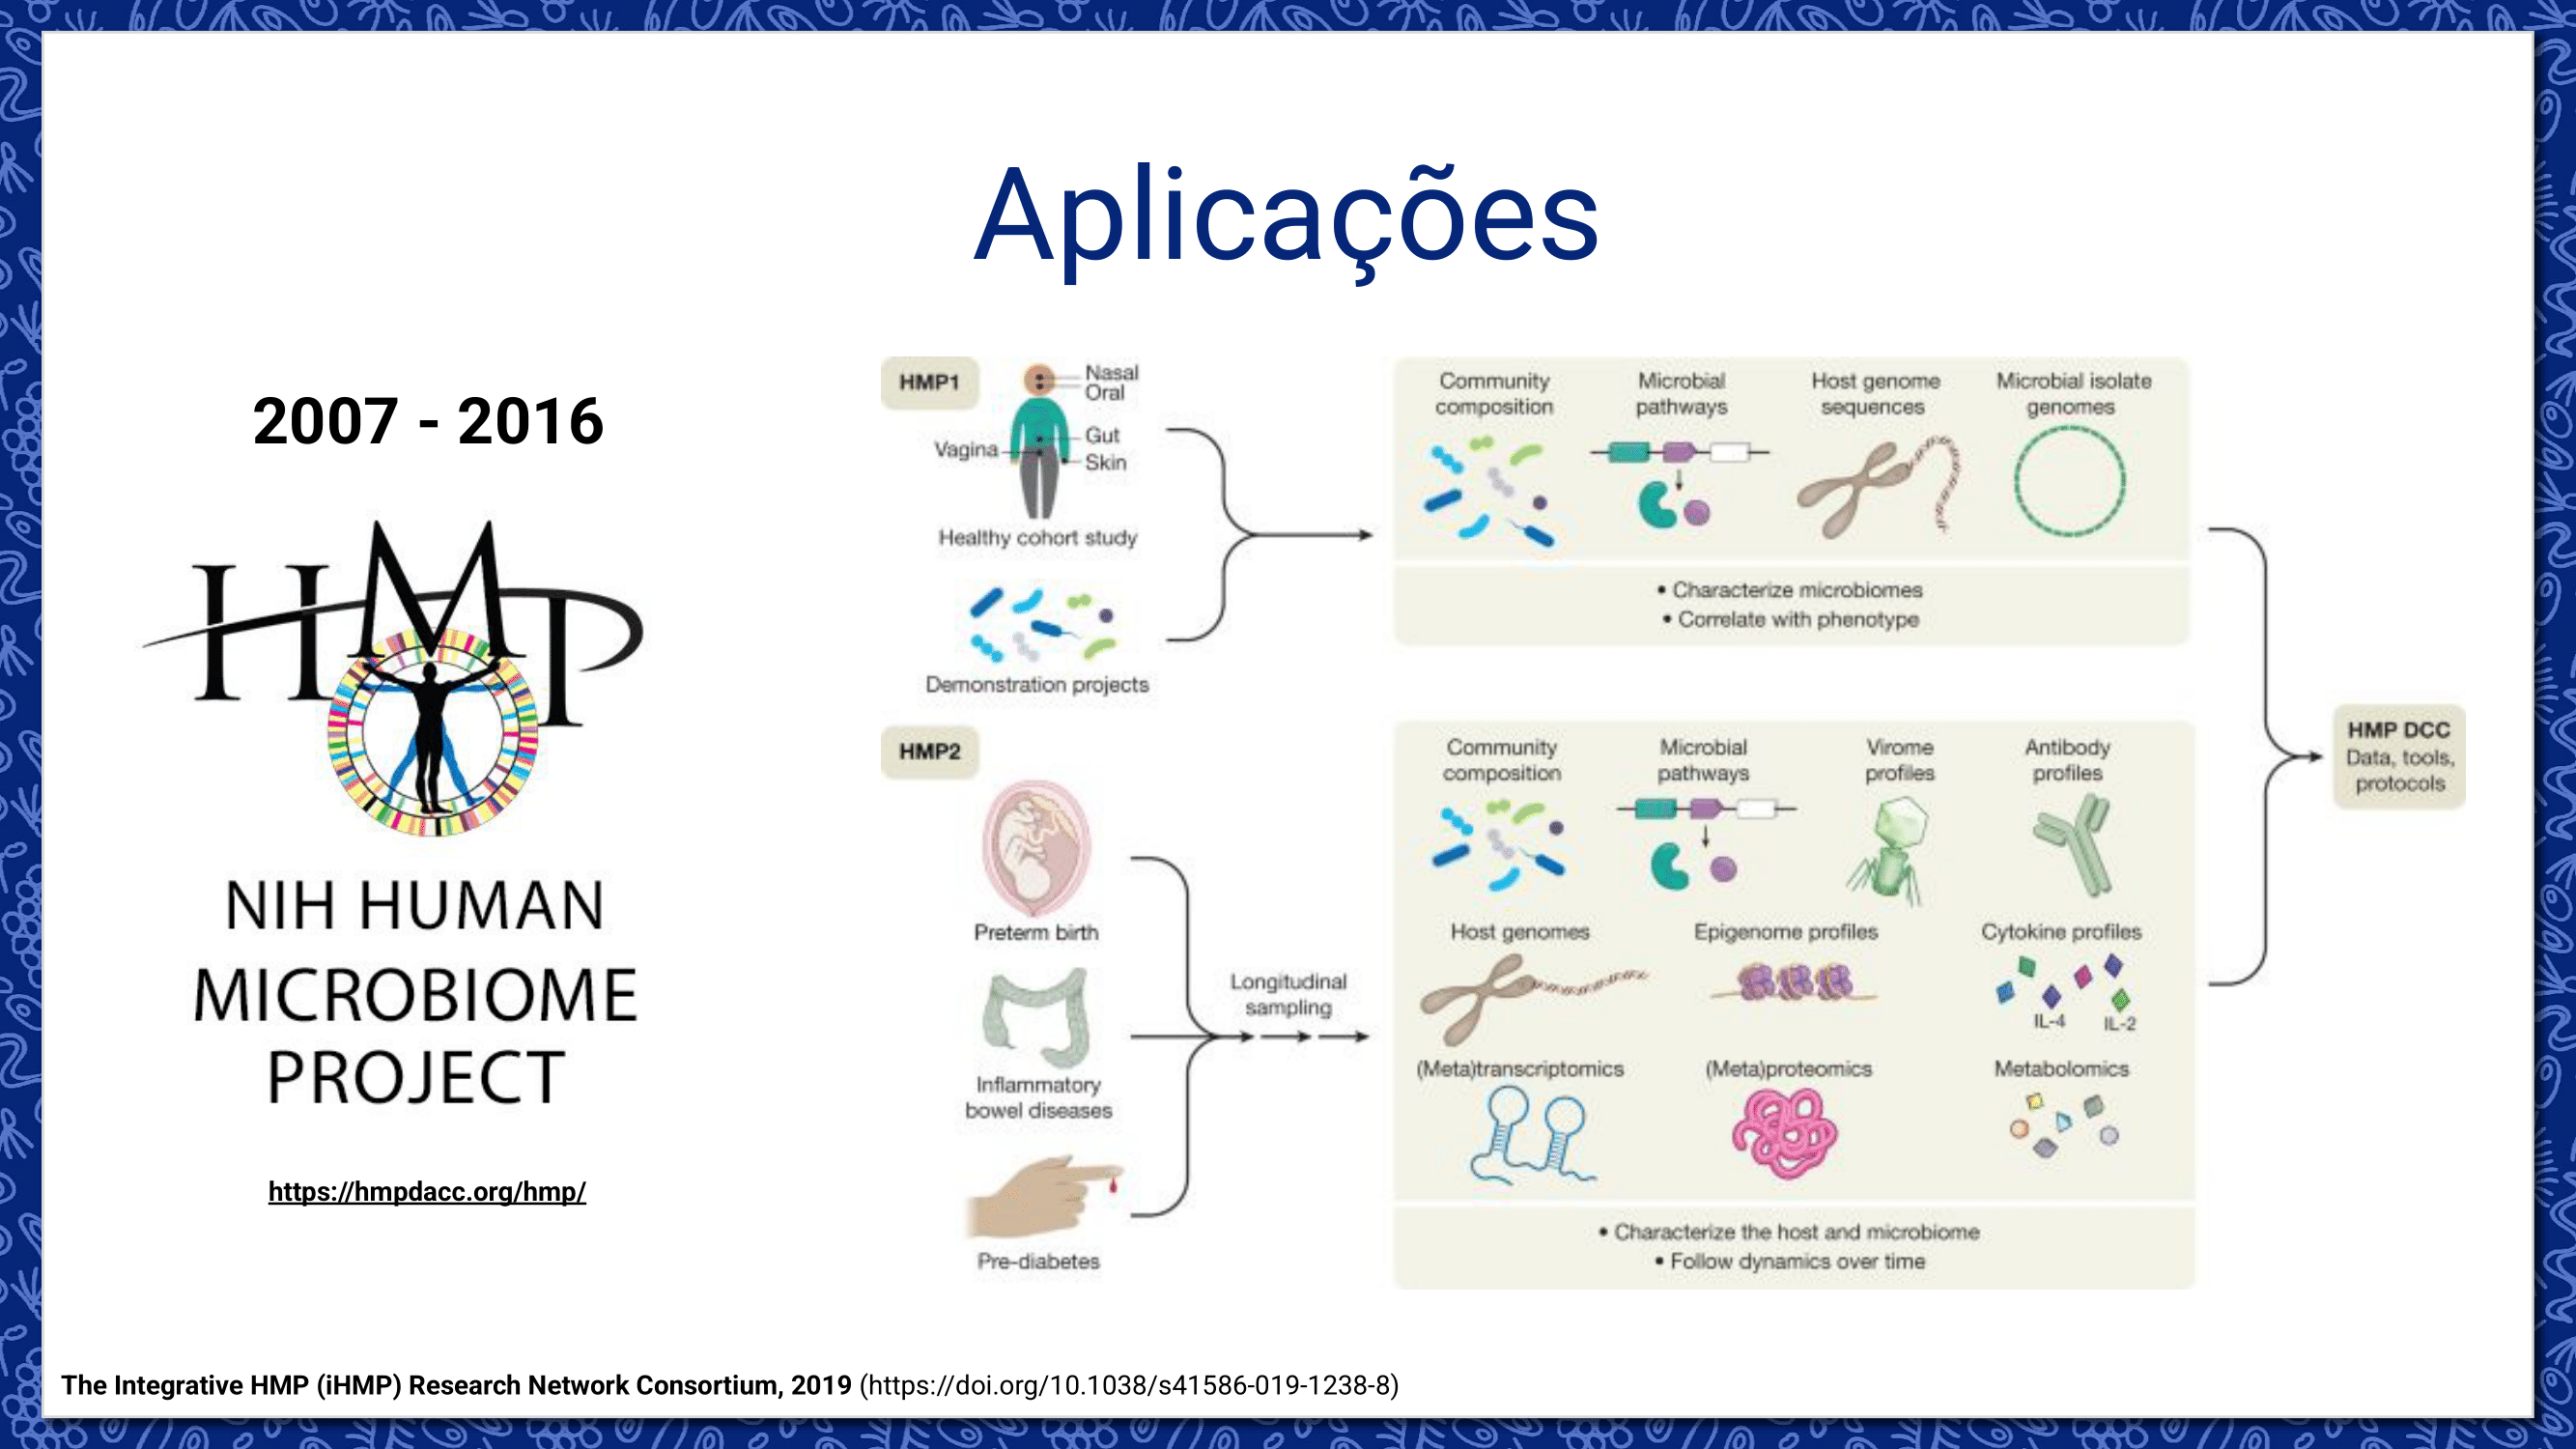 Aplicações
2007 - 2016
HMP
NIH HUMAN
MICROBIOME
PROJECT
https://hmpdacc.org/hmp/
HMP1
Nasal
Oral
Vagina
Gut
Skin
Healthy cohort study
Demonstration projects
Community
composition
Microbial
pathways
Host genome
sequences
Microbial isolate
genomes
• Characterize microbiomes
• Correlate with phenotype
HMP2
Preterm birth
Inflammatory
bowel diseases
Pre-diabetes
Longitudinal
sampling
Community
composition
Microbial
pathways
Virome
profiles
Antibody
profiles
Host genomes
Epigenome profiles
Cytokine profiles
IL-4
IL-2
(Meta)transcriptomics
(Meta)proteomics
Metabolomics
• Characterize the host and microbiome
• Follow dynamics over time
HMP DCC
Data, tools,
protocols
The Integrative HMP (iHMP) Research Network Consortium, 2019 (https://doi.org/10.1038/s41586-019-1238-8)